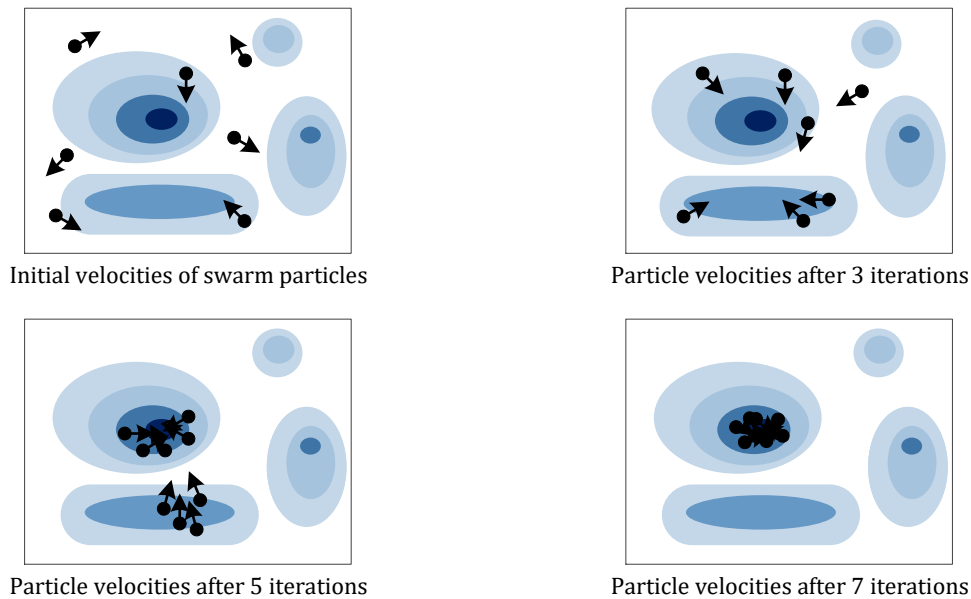 Initial velocities of swarm particles
Particle velocities after 3 iterations
Particle velocities after 5 iterations
Particle velocities after 7 iterations